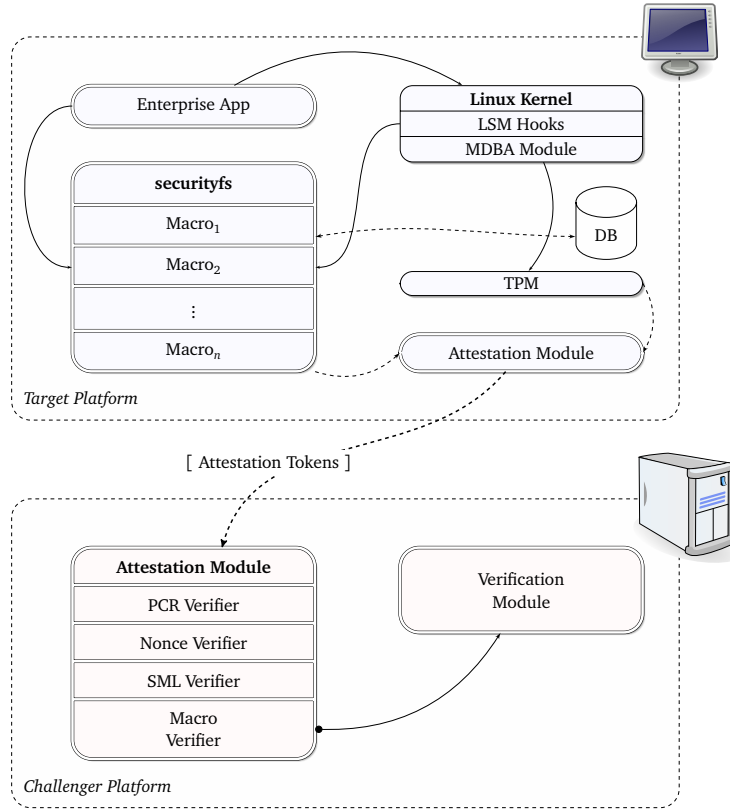 Enterprise App
Linux Kernel
LSM Hooks
MDBA Module
securityfs
Macro₁
Macro₂
⋮
Macroₙ
DB
TPM
Attestation Module
Target Platform
[ Attestation Tokens ]
Attestation Module
PCR Verifier
Nonce Verifier
SML Verifier
Macro
Verifier
Verification
Module
Challenger Platform